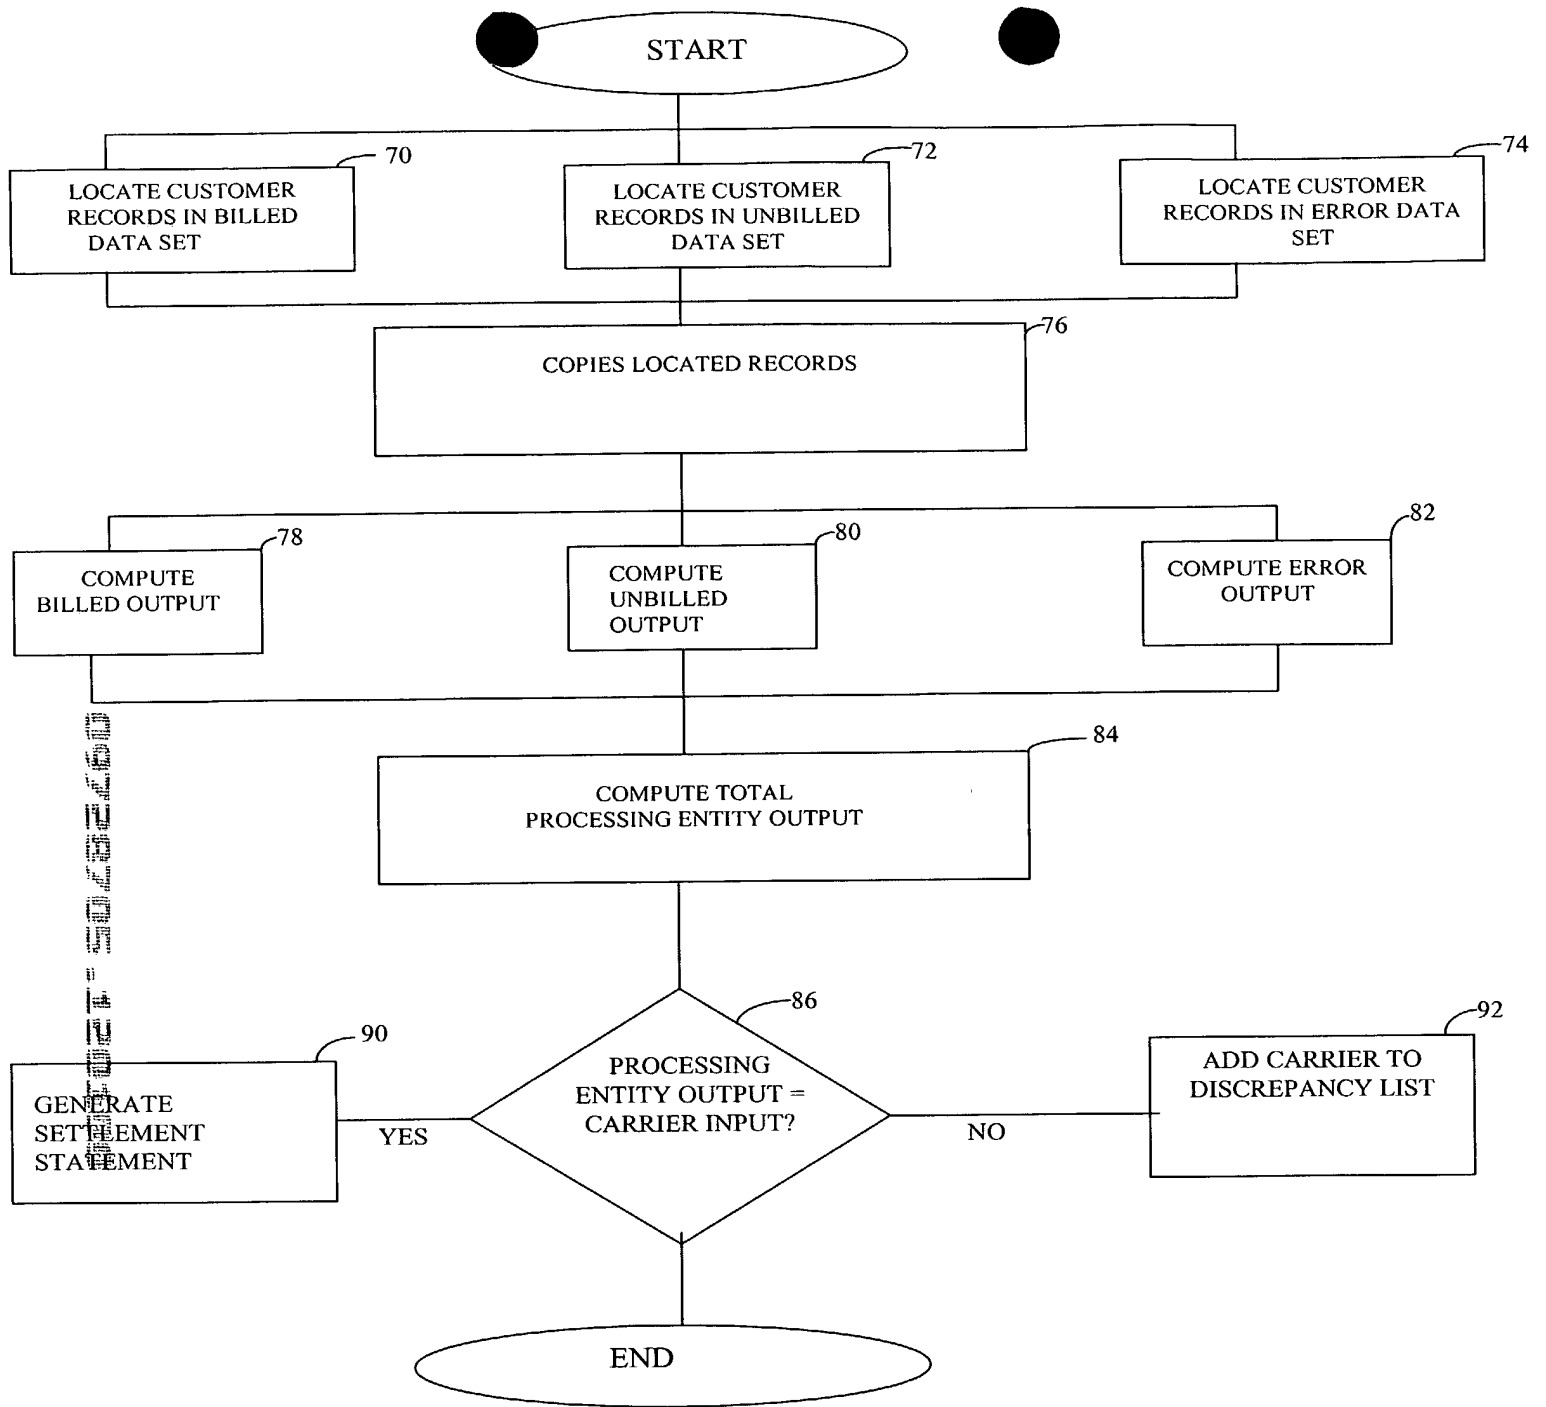 START
70
72
74
LOCATE CUSTOMER
RECORDS IN BILLED
DATA SET
LOCATE CUSTOMER
RECORDS IN UNBILLED
DATA SET
LOCATE CUSTOMER
RECORDS IN ERROR DATA
SET
76
COPIES LOCATED RECORDS
78
80
82
COMPUTE
BILLED OUTPUT
COMPUTE
UNBILLED
OUTPUT
COMPUTE ERROR
OUTPUT
84
COMPUTE TOTAL
PROCESSING ENTITY OUTPUT
86
90
92
PROCESSING
ENTITY OUTPUT =
CARRIER INPUT?
GENERATE
SETTLEMENT
STATEMENT
YES
NO
ADD CARRIER TO
DISCREPANCY LIST
END